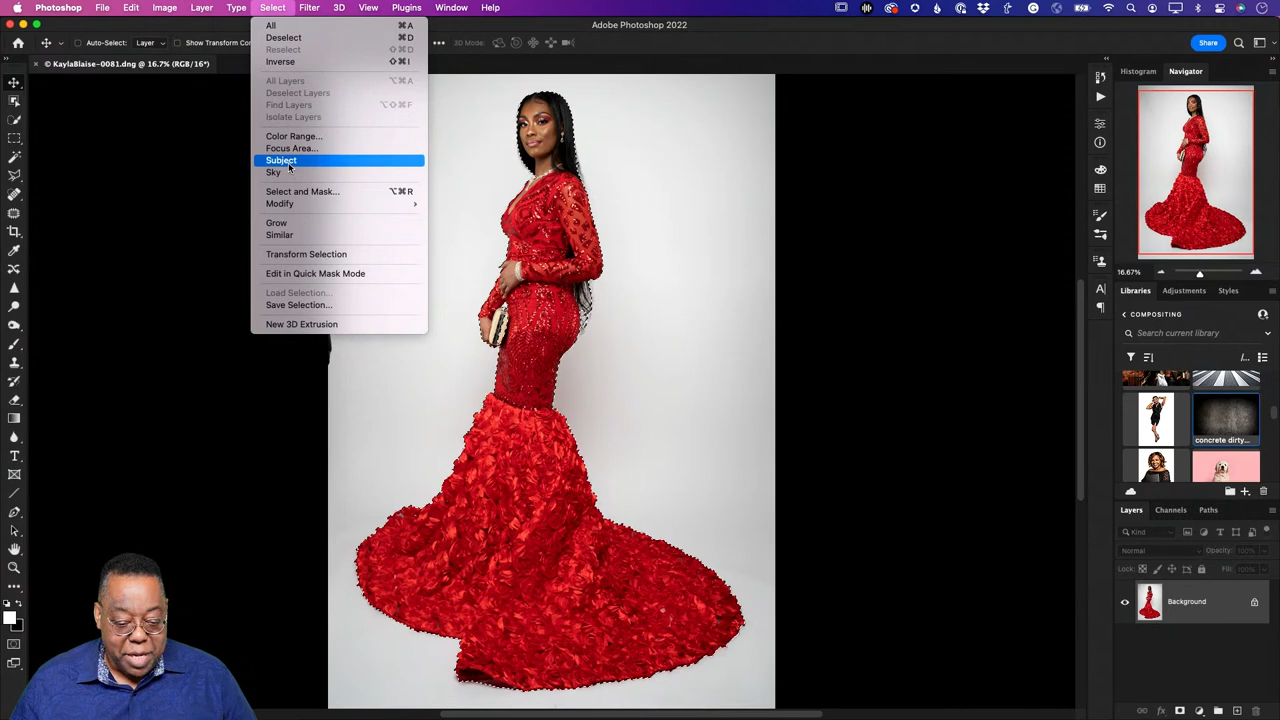 Photoshop File Edit Image Layer Type Select Filter 3D View Plugins Window Help
Adobe Photoshop 2022
Auto-Select: Layer Show Transform Con
3D Mode:
Share
© KaylaBlaise-0081.dng @ 16.7% (RGB/16*)
All ⌘A
Deselect ⌘D
Reselect ⇧⌘D
Inverse ⇧⌘I
All Layers ⌥⌘A
Deselect Layers
Find Layers ⌥⇧⌘F
Isolate Layers
Color Range...
Focus Area...
Subject
Sky
Select and Mask... ⌥⌘R
Modify
Grow
Similar
Transform Selection
Edit in Quick Mask Mode
Load Selection...
Save Selection...
New 3D Extrusion
Histogram Navigator
16.67%
Libraries Adjustments Styles
COMPOSITING
Search current library
concrete dirty...
Layers Channels Paths
Kind
Normal Opacity: 100%
Lock: Fill: 100%
Background